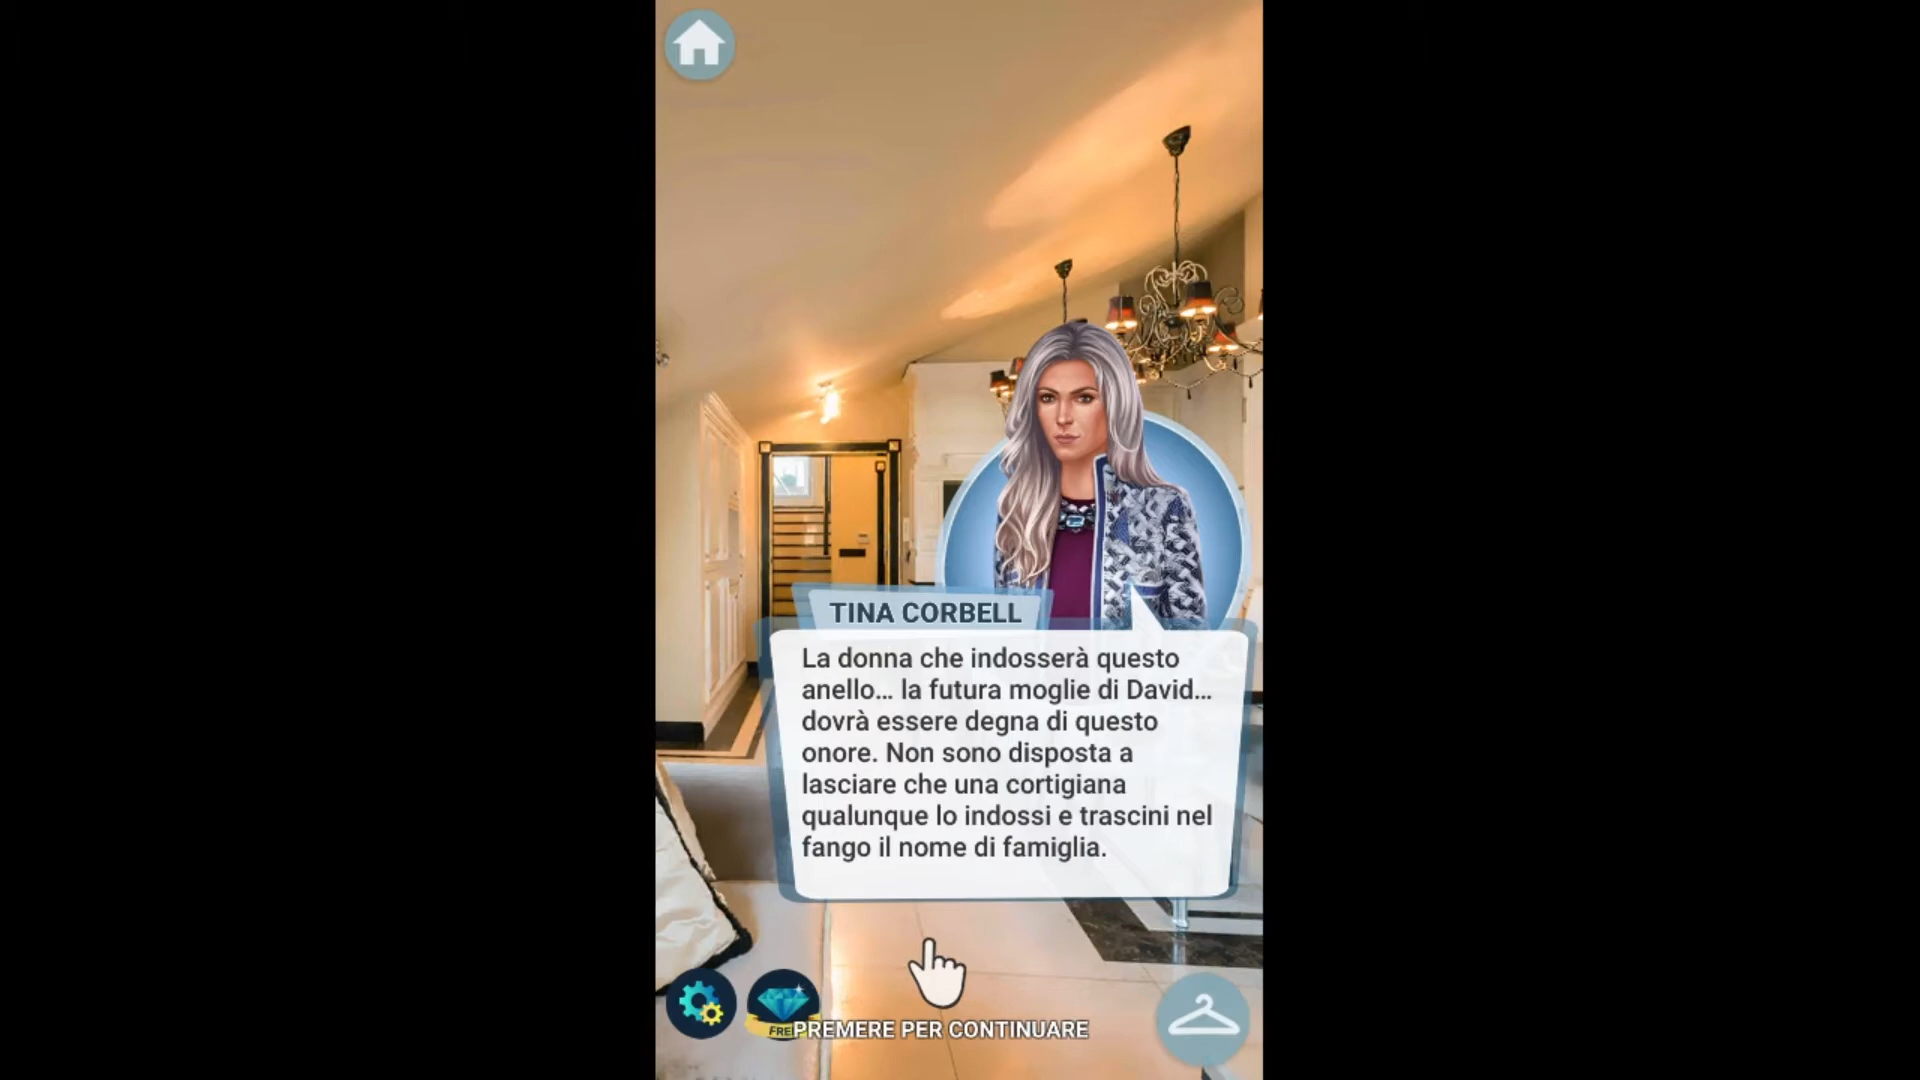 TINA CORBELL
La donna che indosserà questo
anello... la futura moglie di David...
dovrà essere degna di questo
onore. Non sono disposta a
lasciare che una cortigiana
qualunque lo indossi e trascini nel
fango il nome di famiglia.
PREMERE PER CONTINUARE